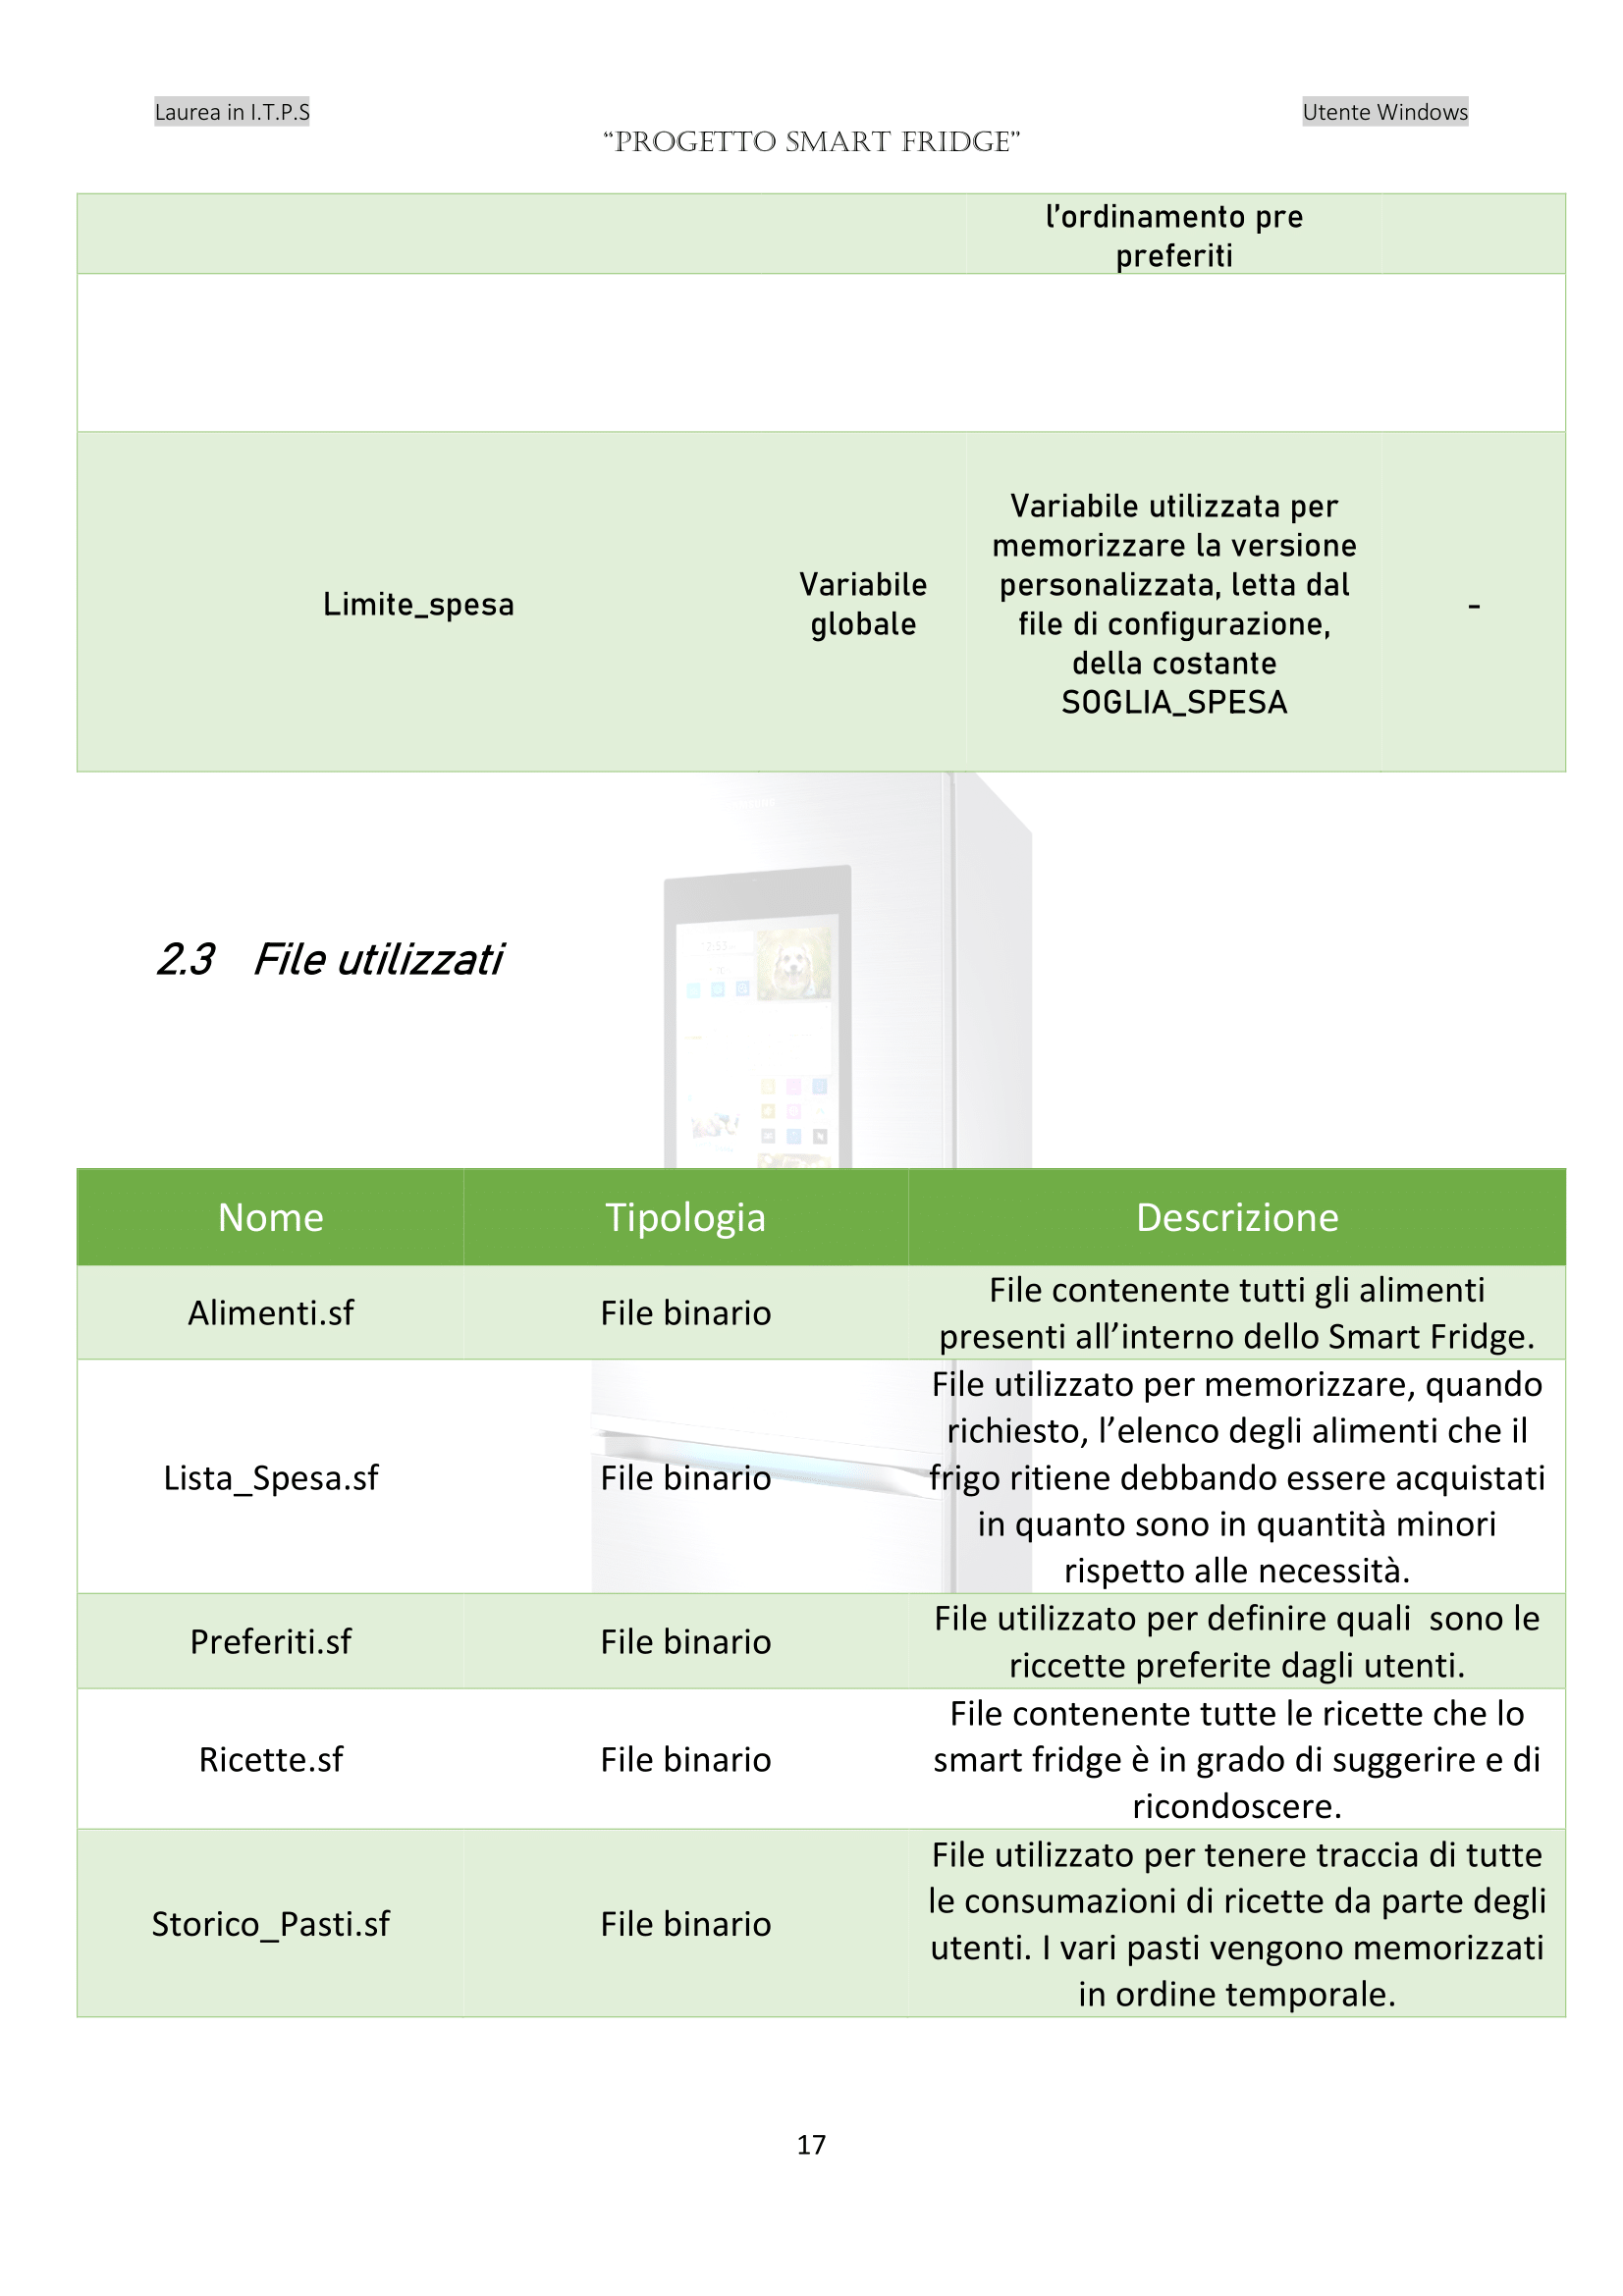 Laurea in I.T.P.S
Utente Windows
“PROGETTO SMART FRIDGE”
l’ordinamento pre
preferiti
Limite_spesa
Variabile
globale
Variabile utilizzata per
memorizzare la versione
personalizzata, letta dal
file di configurazione,
della costante
SOGLIA_SPESA
-
2.3 File utilizzati
Nome
Tipologia
Descrizione
Alimenti.sf
File binario
File contenente tutti gli alimenti
presenti all’interno dello Smart Fridge.
Lista_Spesa.sf
File binario
File utilizzato per memorizzare, quando
richiesto, l’elenco degli alimenti che il
frigo ritiene debbando essere acquistati
in quanto sono in quantità minori
rispetto alle necessità.
Preferiti.sf
File binario
File utilizzato per definire quali  sono le
riccette preferite dagli utenti.
Ricette.sf
File binario
File contenente tutte le ricette che lo
smart fridge è in grado di suggerire e di
ricondoscere.
Storico_Pasti.sf
File binario
File utilizzato per tenere traccia di tutte
le consumazioni di ricette da parte degli
utenti. I vari pasti vengono memorizzati
in ordine temporale.
17